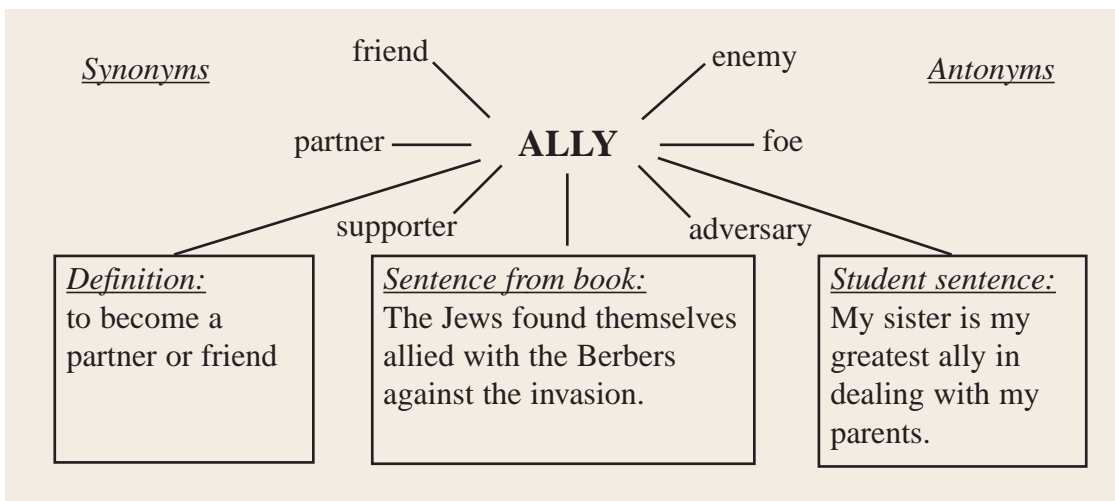 Synonyms
friend
enemy
Antonyms
partner
ALLY
foe
supporter
adversary
Definition:
to become a
partner or friend
Sentence from book:
The Jews found themselves
allied with the Berbers
against the invasion.
Student sentence:
My sister is my
greatest ally in
dealing with my
parents.